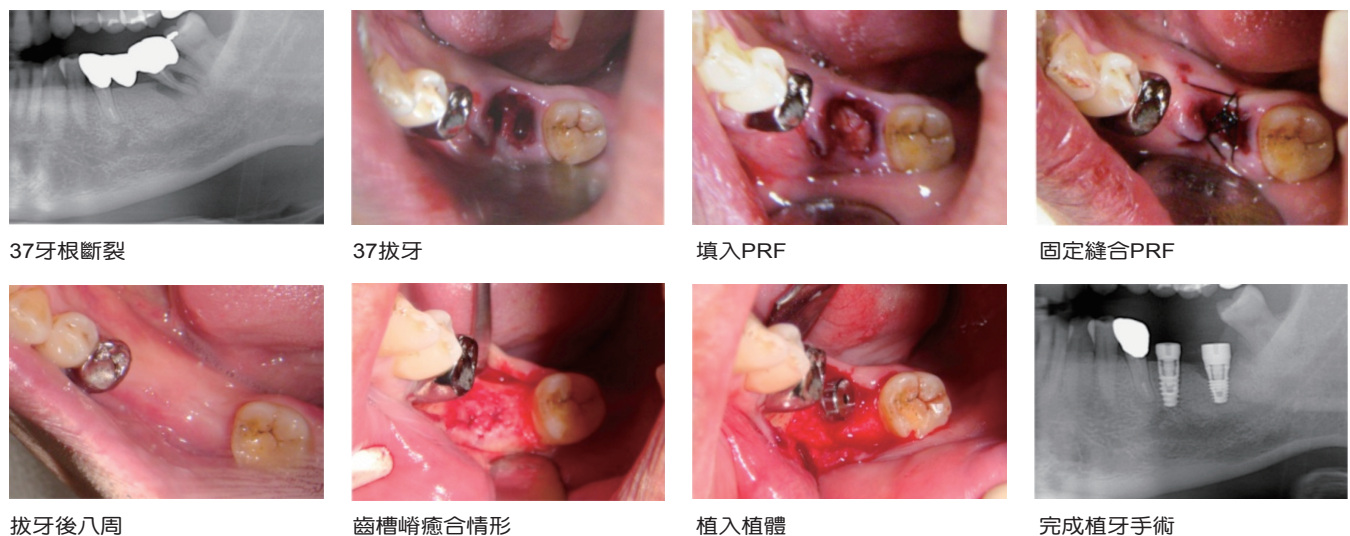 37牙根斷裂
37拔牙
填入PRF
固定縫合PRF
拔牙後八周
齒槽嵴癒合情形
植入植體
完成植牙手術